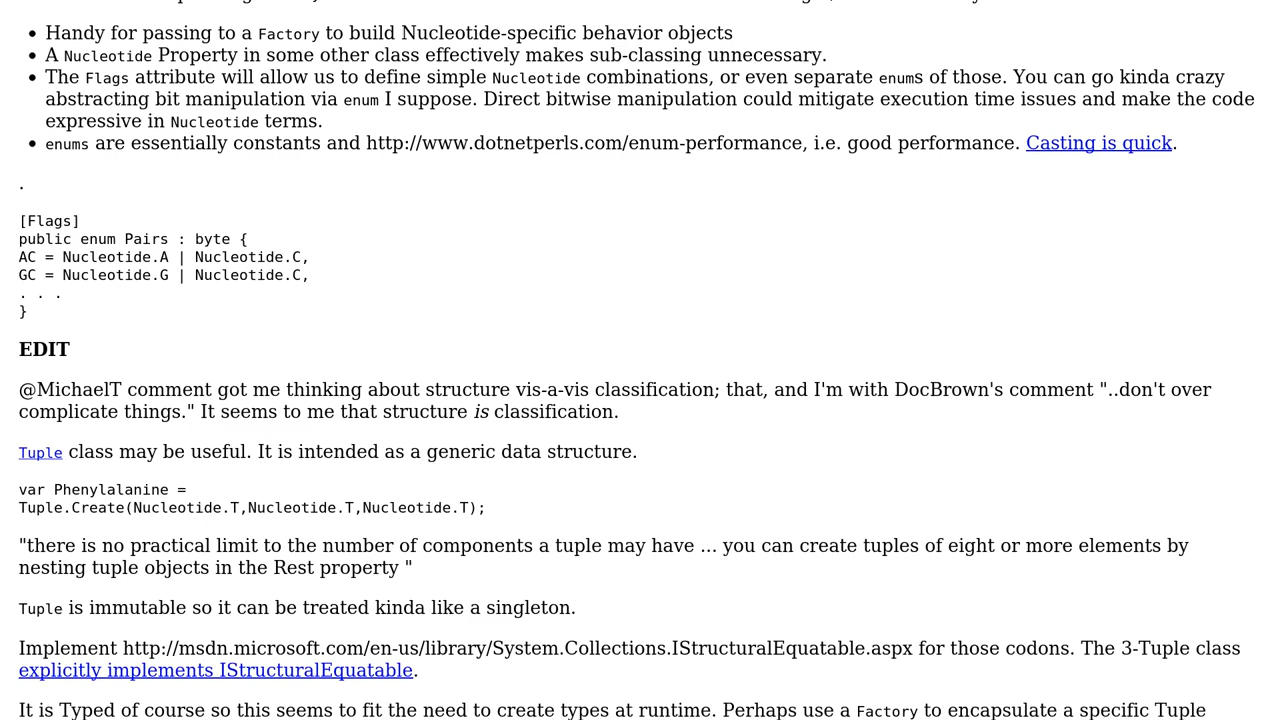 Handy for passing to a Factory to build Nucleotide-specific behavior objects
A Nucleotide Property in some other class effectively makes sub-classing unnecessary.
The Flags attribute will allow us to define simple Nucleotide combinations, or even separate enums of those. You can go kinda crazy
abstracting bit manipulation via enum I suppose. Direct bitwise manipulation could mitigate execution time issues and make the code
expressive in Nucleotide terms.
enums are essentially constants and http://www.dotnetperls.com/enum-performance, i.e. good performance. Casting is quick.
.
[Flags]
public enum Pairs : byte {
AC = Nucleotide.A | Nucleotide.C,
GC = Nucleotide.G | Nucleotide.C,
. . .
}
EDIT
@MichaelT comment got me thinking about structure vis-a-vis classification; that, and I'm with DocBrown's comment "..don't over
complicate things." It seems to me that structure is classification.
Tuple class may be useful. It is intended as a generic data structure.
var Phenylalanine =
Tuple.Create(Nucleotide.T,Nucleotide.T,Nucleotide.T);
"there is no practical limit to the number of components a tuple may have ... you can create tuples of eight or more elements by
nesting tuple objects in the Rest property "
Tuple is immutable so it can be treated kinda like a singleton.
Implement http://msdn.microsoft.com/en-us/library/System.Collections.IStructuralEquatable.aspx for those codons. The 3-Tuple class
explicitly implements IStructuralEquatable.
It is Typed of course so this seems to fit the need to create types at runtime. Perhaps use a Factory to encapsulate a specific Tuple